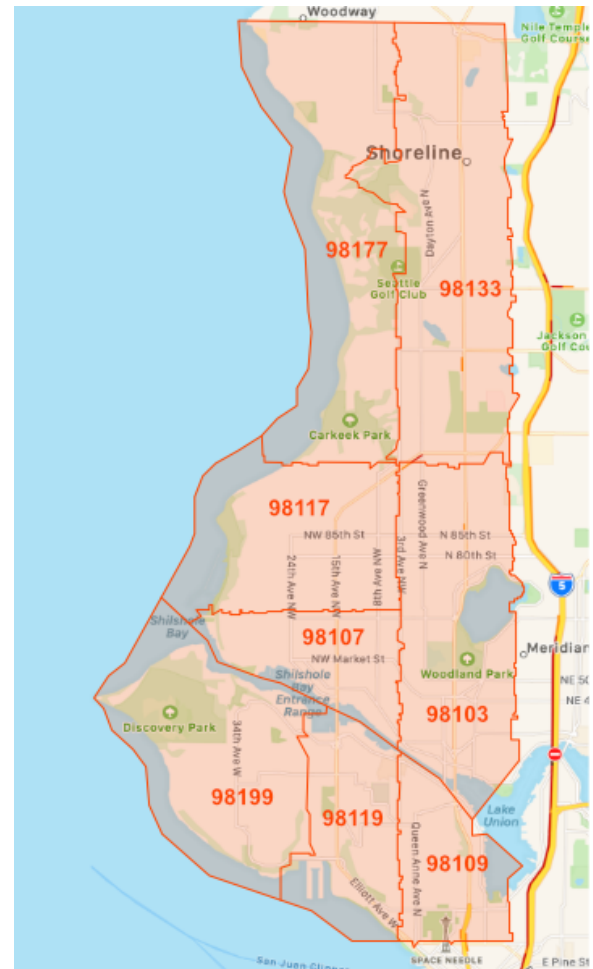 Woodway
Nile Temple
Golf Course
Shoreline
Dayton Ave N
98177
Seattle
Golf Club
98133
Jackson
Golf Cou
Carkeek Park
98117
NW 85th St
N 85th St
N 80th St
Greenwood Ave N
3rd Ave NW
8th Ave NW
15th Ave NW
24th Ave NW
5
Shilshole
Bay
98107
NW Market St
Meridian
Woodland Park
Shilshole
Bay
Entrance
Range
NE 50
NE 4
98103
Discovery Park
34th Ave W
98199
98119
Lake
Union
Queen Anne Ave N
98109
Elliott Ave W
SPACE NEEDLE
San Juan Clipper
E Pine St